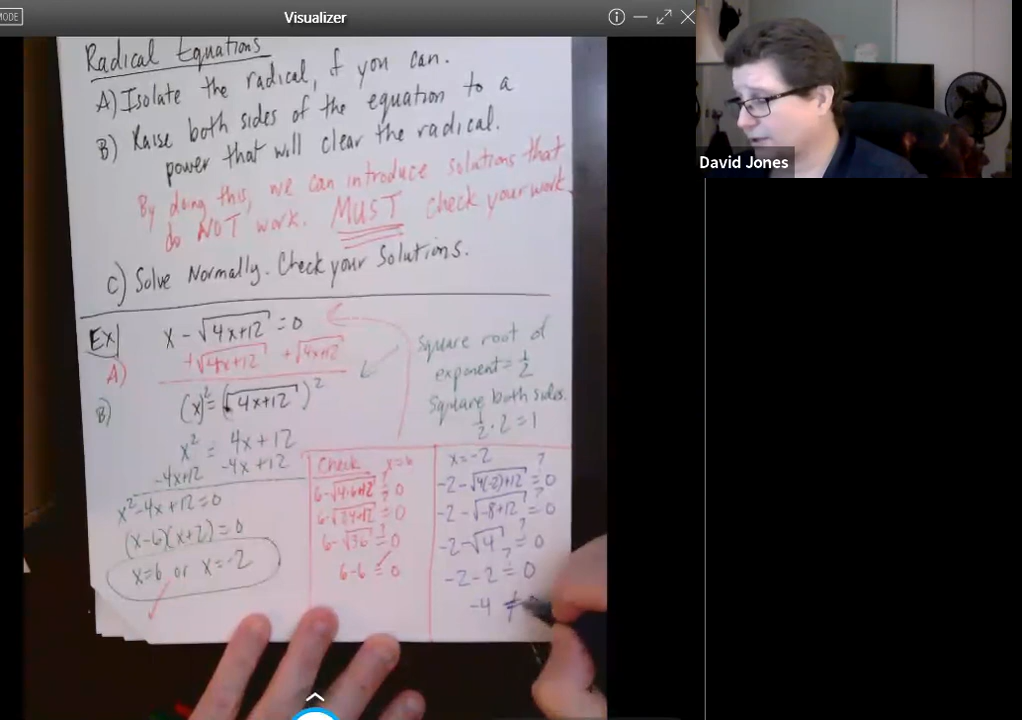 MODE
Visualizer
David Jones
Radical Equations
A) Isolate the radical, if you can.
B) Raise both sides of the equation to a
power that will clear the radical.
By doing this, we can introduce solutions that
do NOT work. MUST check your work.
C) Solve Normally. Check your Solutions.
Ex) x - √4x+12 = 0
A) +√4x+12 +√4x+12
B) (x)² = (√4x+12)²
x² = 4x+12
-4x+12 -4x+12
x²-4x+12=0
(x-6)(x+2)=0
x=6 or x=-2
Square root of
exponent = 1/2
Square both sides.
1/2 · 2 = 1
Check x=6
6-√4·6+12 ≟ 0
6-√24+12 ≟ 0
6-√36 ≟ 0
6-6 = 0
x=-2
-2-√4(-2)+12 ≟ 0
-2-√-8+12 ≟ 0
-2-√4 ≟ 0
-2-2 ≟ 0
-4 ≠